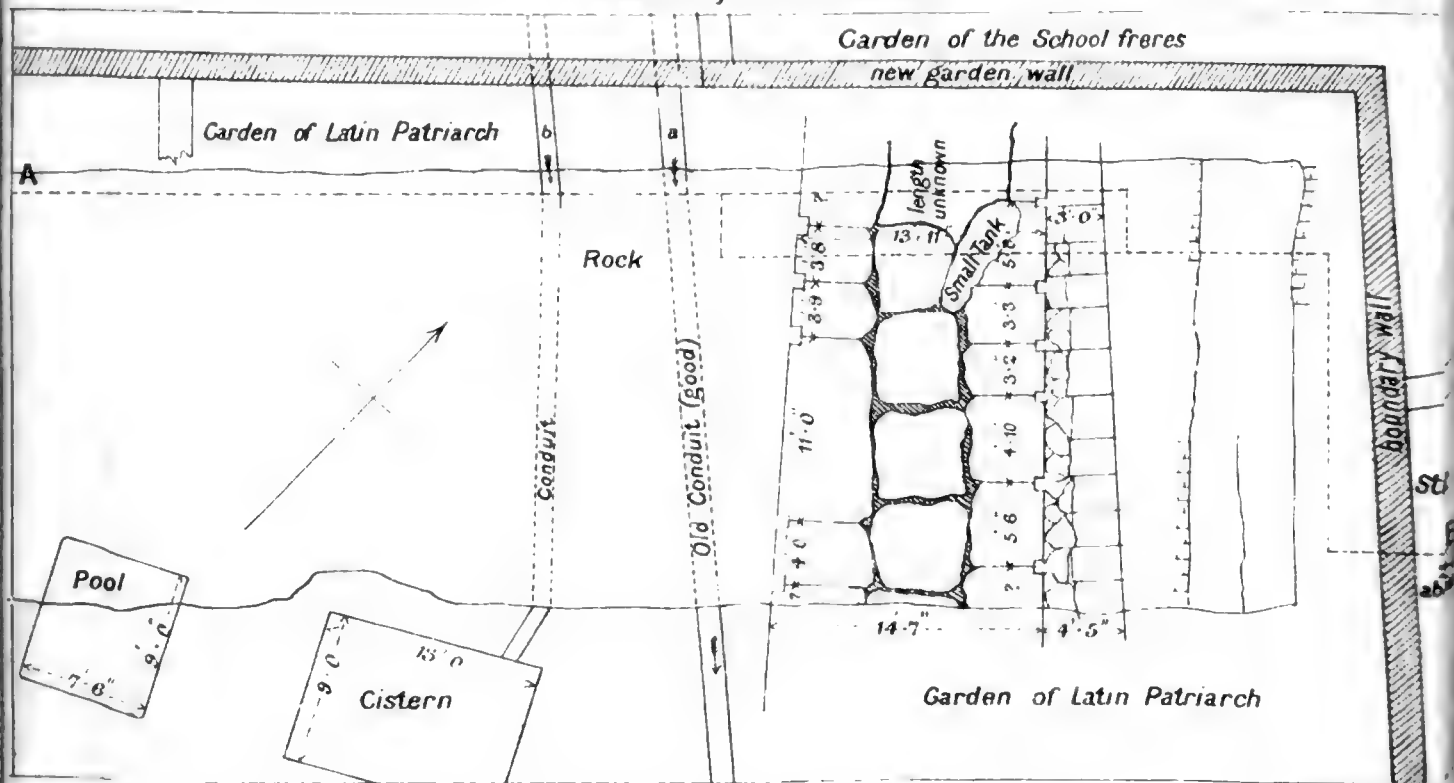 Garden of the School freres
new garden wall
Garden of Latin Patriarch
b
a
A
Rock
length
unknown
13·11
Small Tank
3·0"
?
3·8
3·9
5·6
3·3
3·2
4·10
5·6
?
11·0"
4·0
?
Conduit
Old Conduit (good)
boundary wall
Pool
9·0"
7·6"
9·0
15·0
Cistern
14·7"
4·5"
Garden of Latin Patriarch